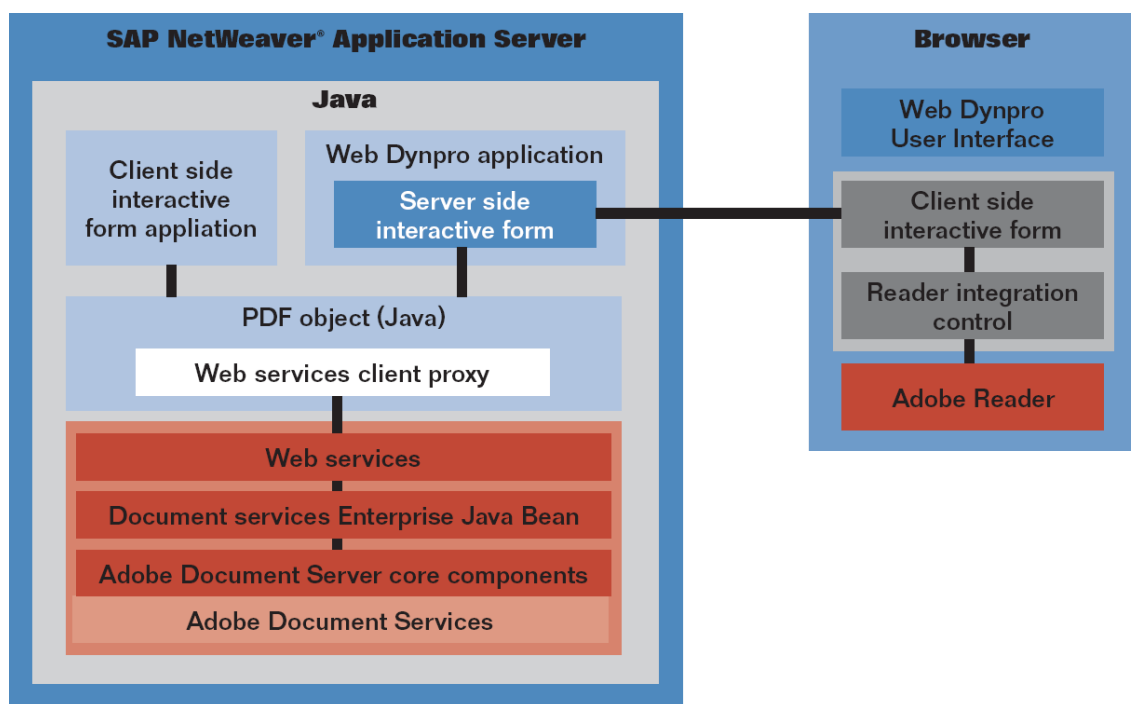 SAP NetWeaver® Application Server
Java
Client side
interactive
form appliation
Web Dynpro application
Server side
interactive form
PDF object (Java)
Web services client proxy
Web services
Document services Enterprise Java Bean
Adobe Document Server core components
Adobe Document Services
Browser
Web Dynpro
User Interface
Client side
interactive form
Reader integration
control
Adobe Reader